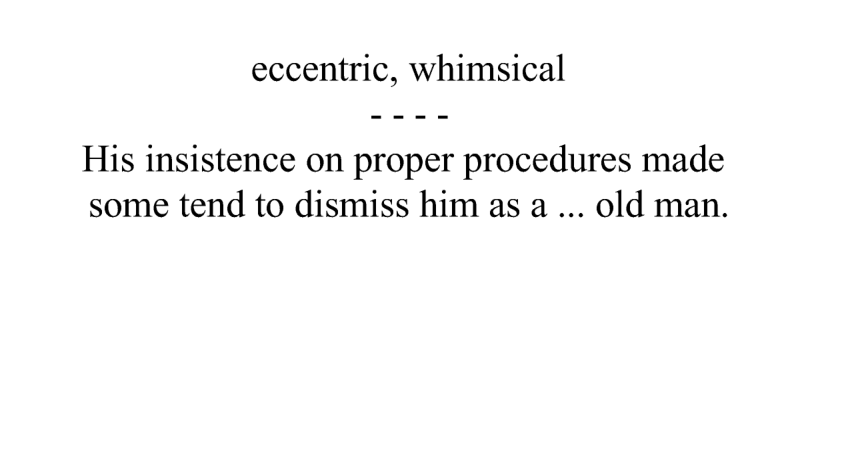 eccentric, whimsical
- - - -
His insistence on proper procedures made
some tend to dismiss him as a ... old man.